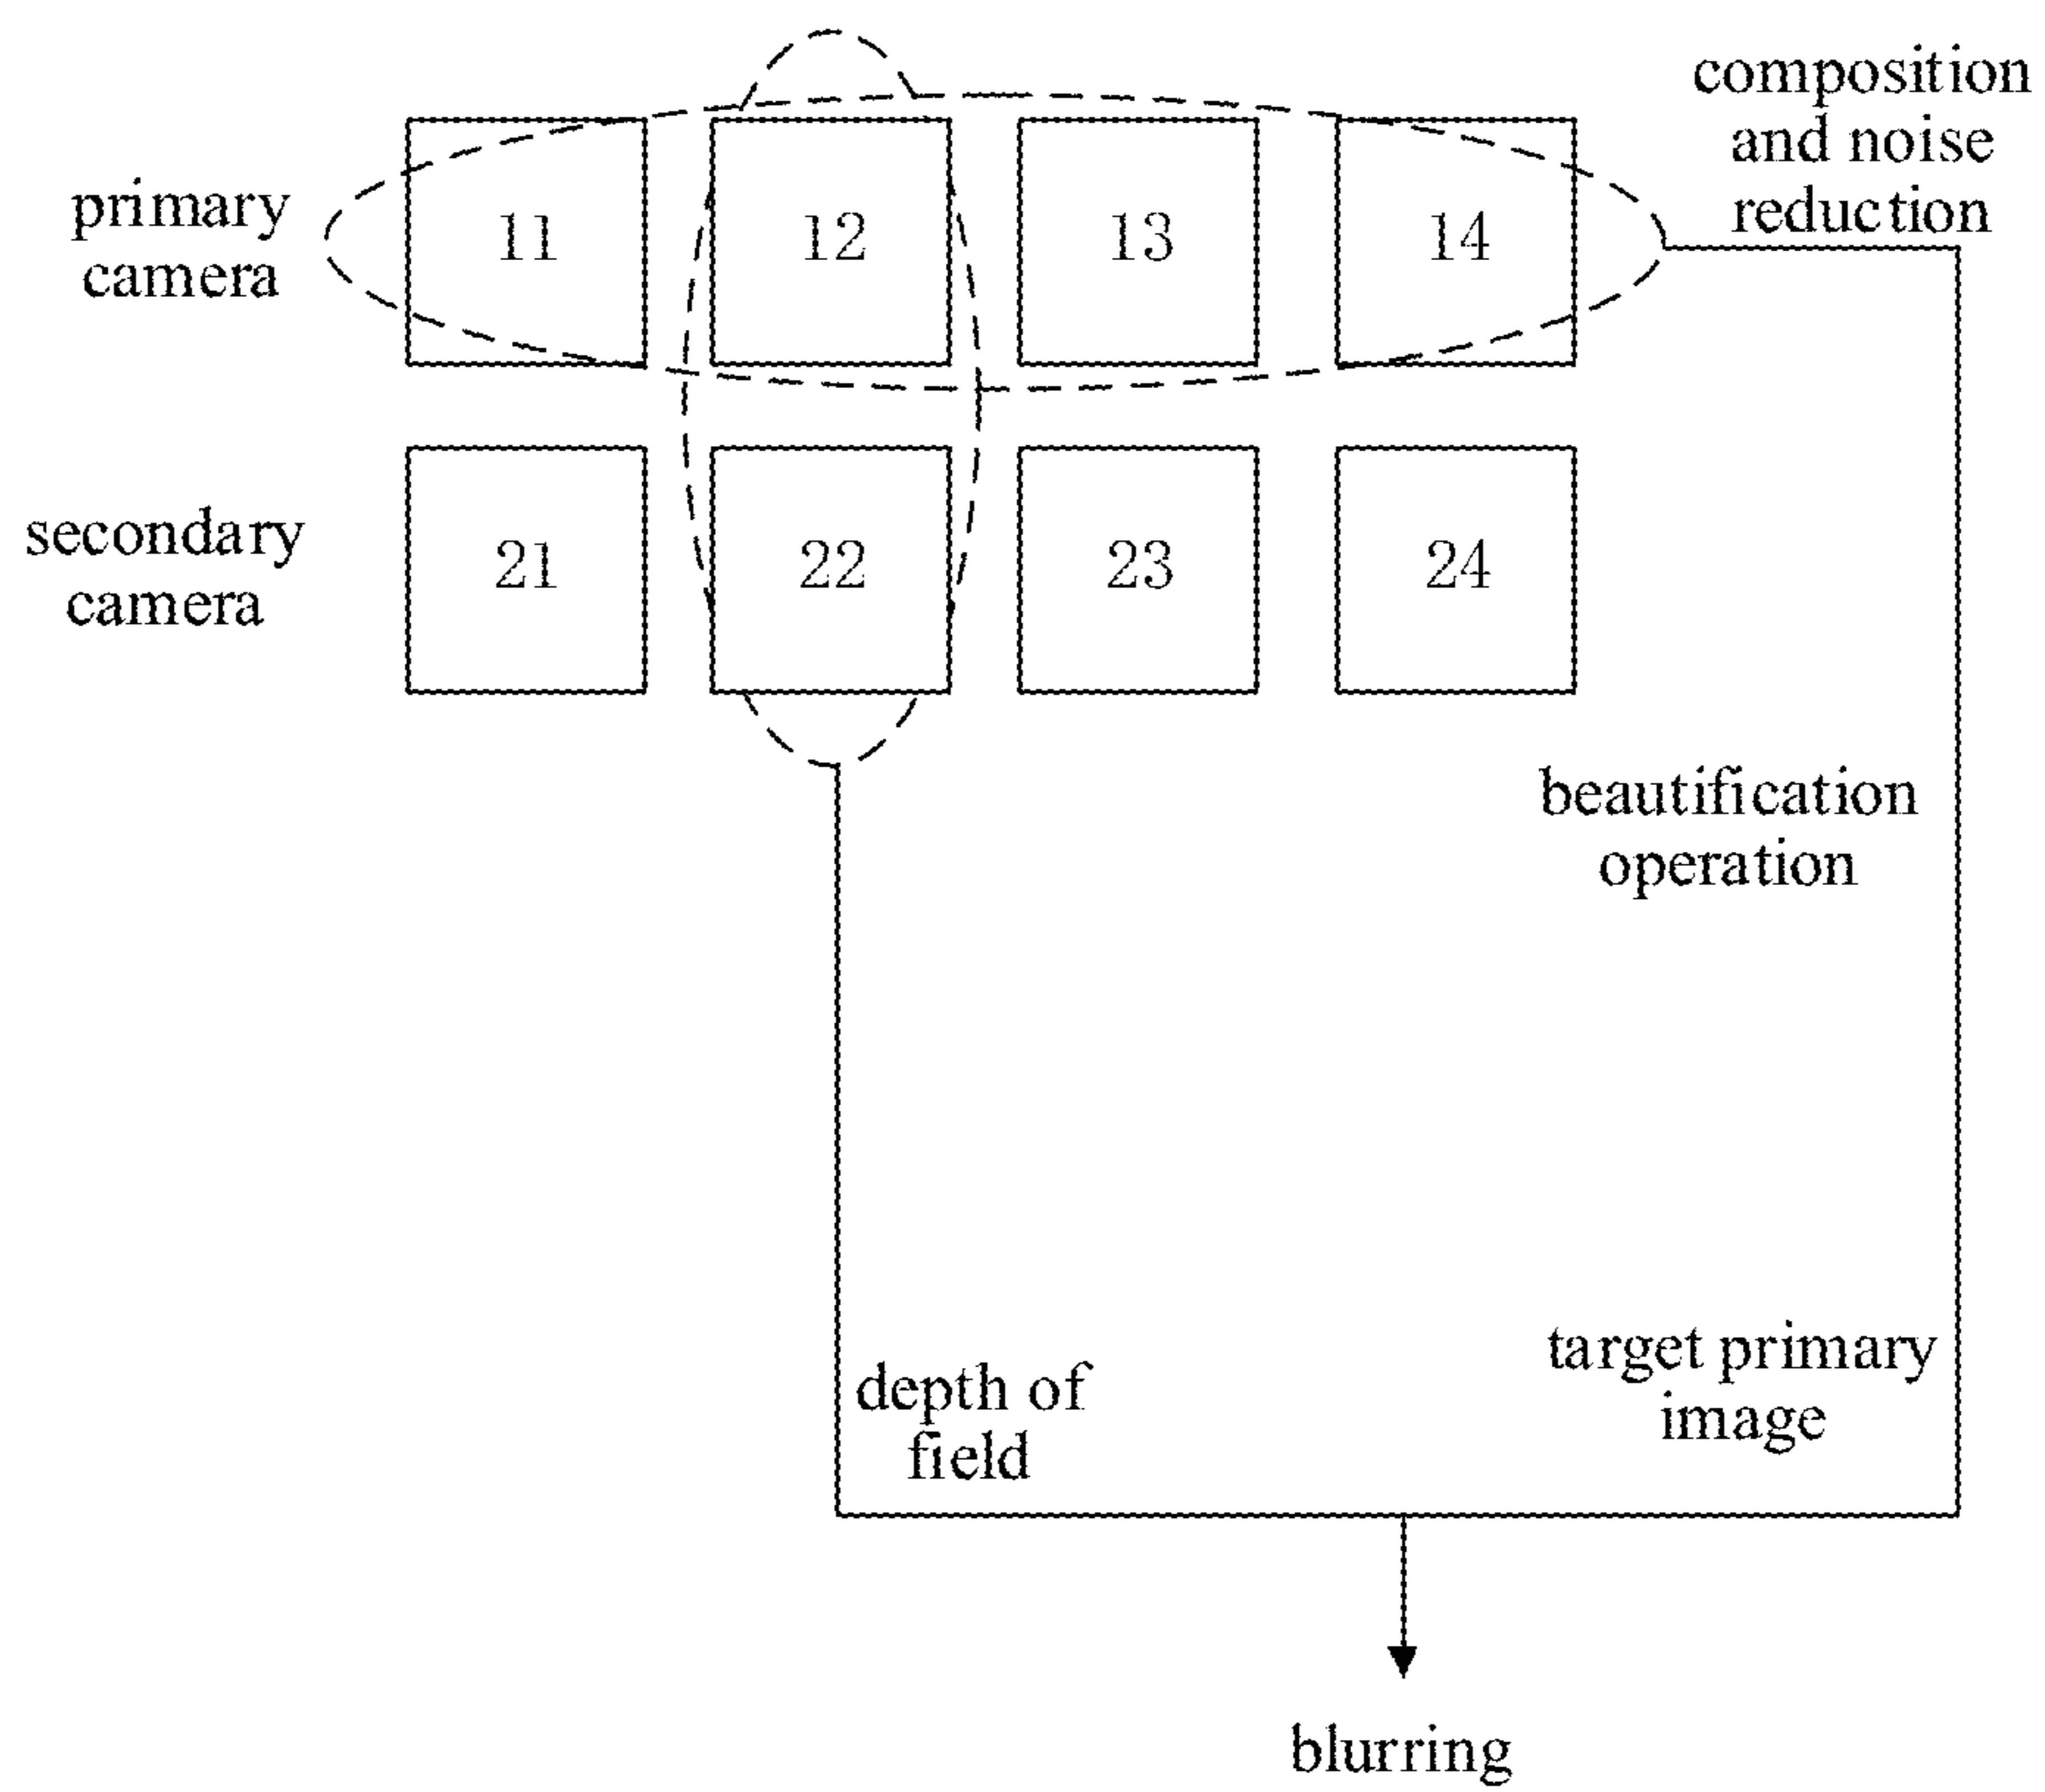 composition
and noise
reduction
primary
camera
11
12
13
14
secondary
camera
21
22
23
24
beautification
operation
depth of
field
target primary
image
blurring